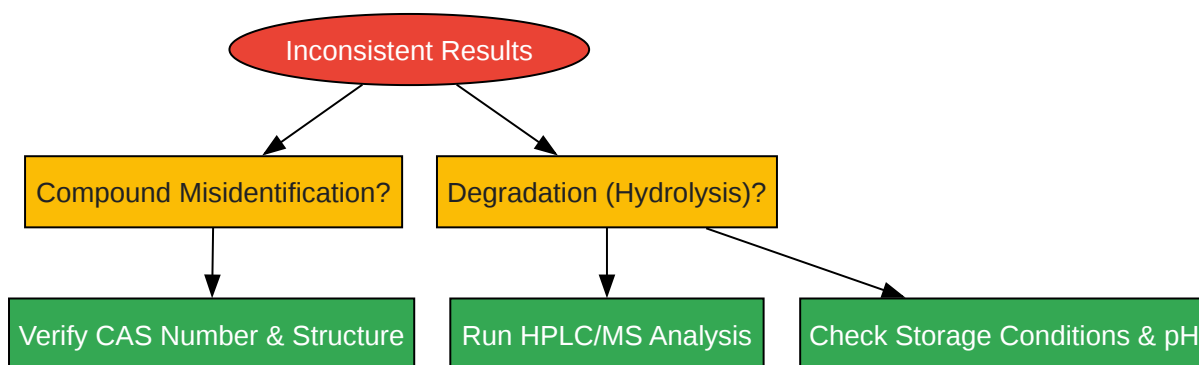 Inconsistent Results
Compound Misidentification?
Degradation (Hydrolysis)?
Verify CAS Number & Structure
Run HPLC/MS Analysis
Check Storage Conditions & pH